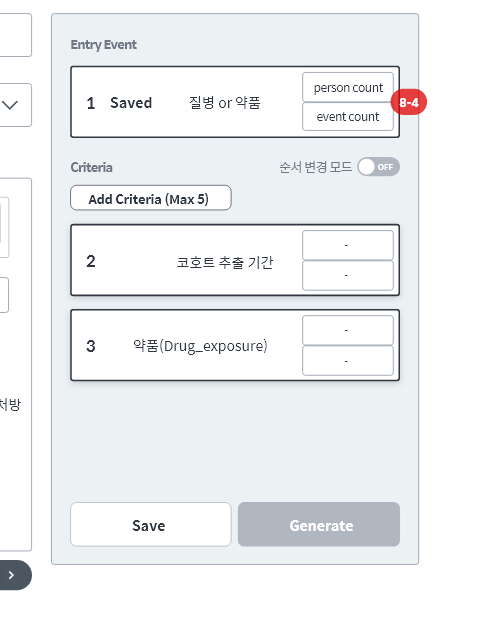 Entry Event
1 Saved 질병 or 약품
person count
event count
8-4
Criteria
순서 변경 모드 OFF
Add Criteria (Max 5)
2 코호트 추출 기간
-
-
3 약품(Drug_exposure)
-
-
처방
Save
Generate